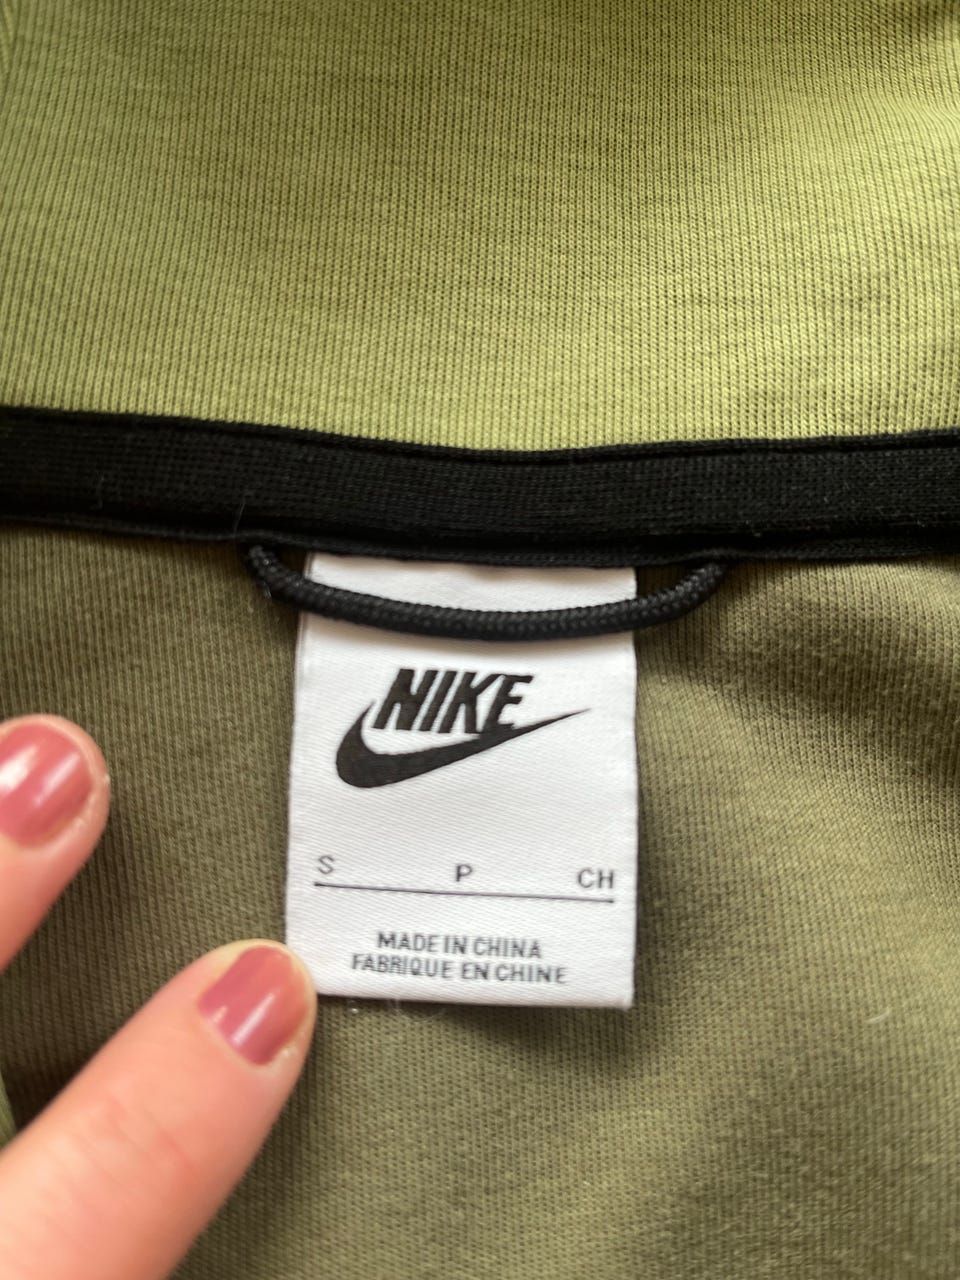 NIKE
S P CH
MADE IN CHINA
FABRIQUE EN CHINE